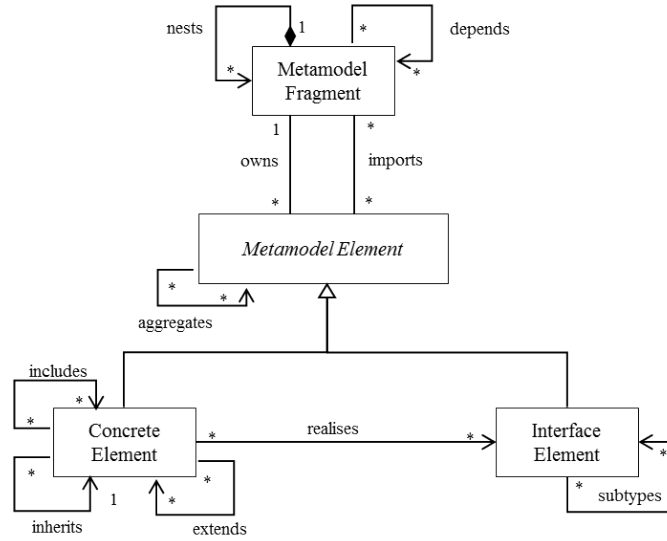 nests
1
*
depends
*
*
Metamodel
Fragment
1
*
owns
imports
*
*
Metamodel Element
*
*
aggregates
includes
*
*
Concrete
Element
*
realises
*
Interface
Element
*
*
*
1
*
*
subtypes
inherits
extends